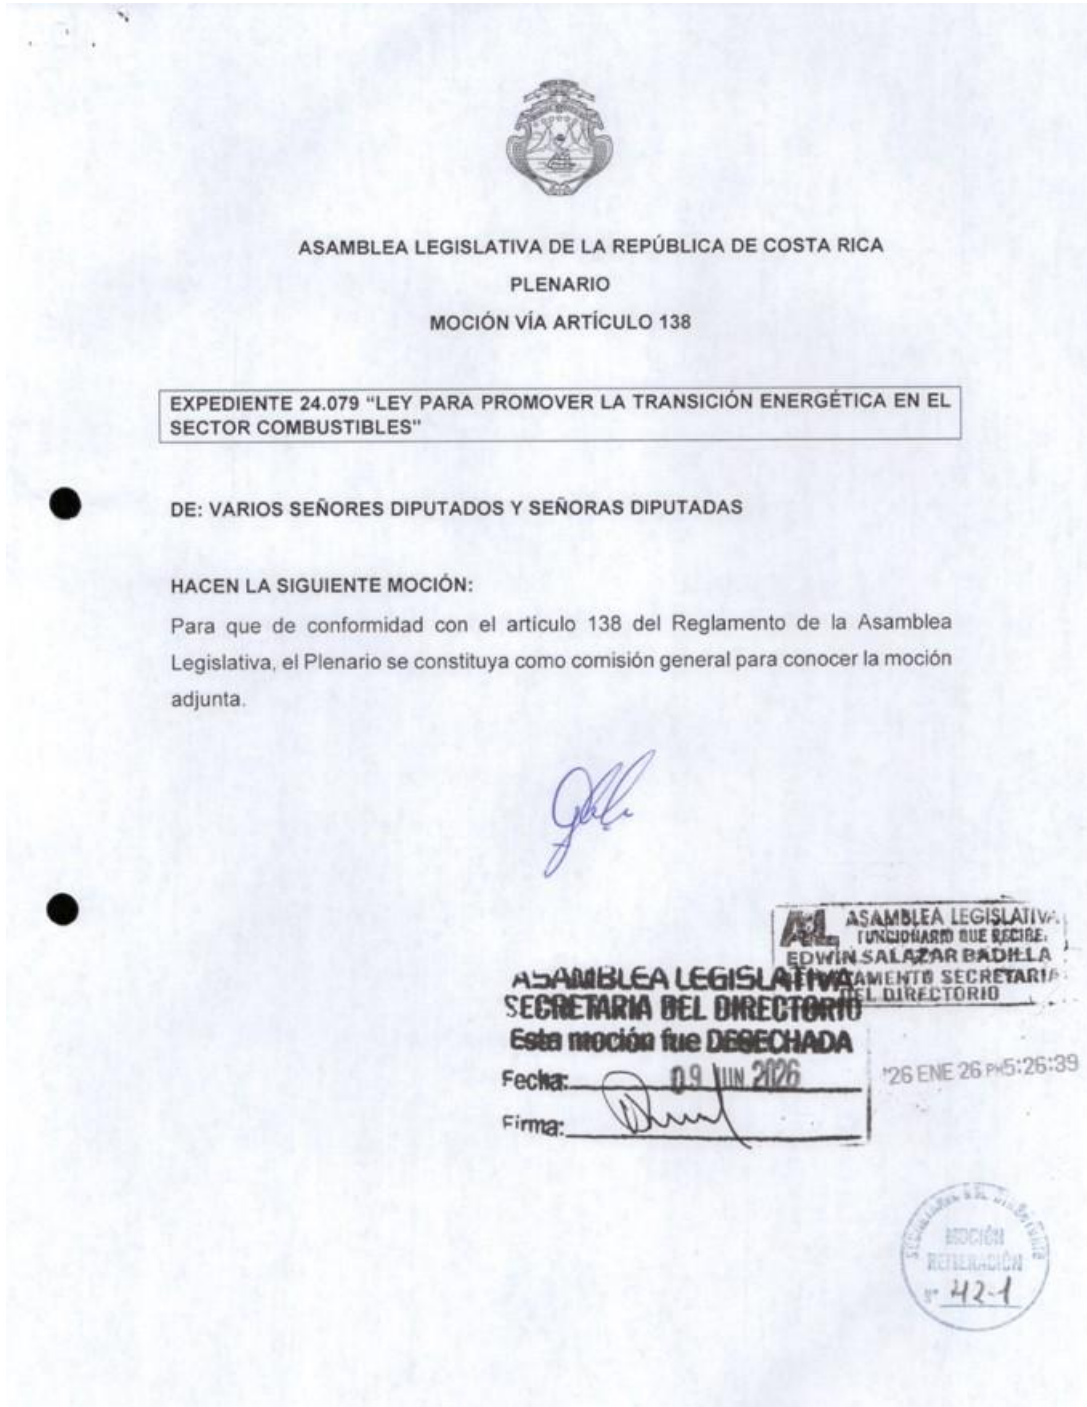 ASAMBLEA LEGISLATIVA DE LA REPÚBLICA DE COSTA RICA
PLENARIO
MOCIÓN VÍA ARTÍCULO 138
EXPEDIENTE 24.079 “LEY PARA PROMOVER LA TRANSICIÓN ENERGÉTICA EN EL
SECTOR COMBUSTIBLES"
DE: VARIOS SEÑORES DIPUTADOS Y SEÑORAS DIPUTADAS
HACEN LA SIGUIENTE MOCIÓN:
Para que de conformidad con el artículo 138 del Reglamento de la Asamblea
Legislativa, el Plenario se constituya como comisión general para conocer la moción
adjunta.
ASAMBLEA LEGISLATIVA
FUNCIONARIO QUE RECIBE:
EDWIN SALAZAR BADILLA
SECRETARIA
DEL DIRECTORIO
ASAMBLEA LEGISLATIVA
SECRETARIA DEL DIRECTORIO
Esta moción fue DESECHADA
Fecha: 09 JUN 2026
Firma:
'26 ENE 26 PM5:26:39
SECRETARIA DEL DIRECTORIO
MOCIÓN
REITERACIÓN
N° 42-1